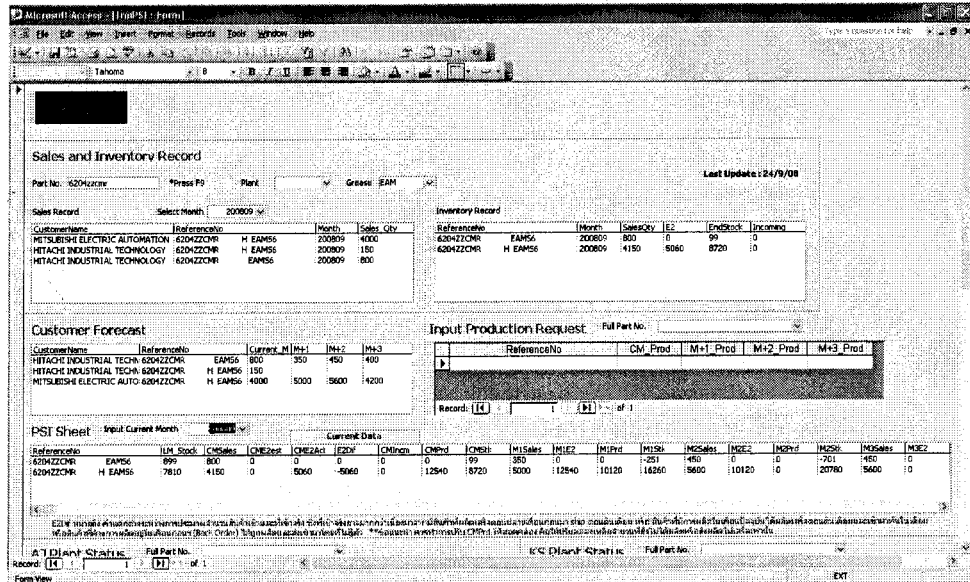 Microsoft Access - [FrmPSI : Form]
File Edit View Insert Format Records Tools Window Help
Type a question for help
Tahoma 8 B I U
Sales and Inventory Record
Last Update : 24/9/08
Part No. 6204zzcmr *Press F9 Plant Grease EAM
Sales Record Select Month 200809
CustomerName ReferenceNo Month Sales_Qty
MITSUBISHI ELECTRIC AUTOMATION 6204ZZCMR H EAM56 200809 4000
HITACHI INDUSTRIAL TECHNOLOGY 6204ZZCMR H EAM56 200809 150
HITACHI INDUSTRIAL TECHNOLOGY 6204ZZCMR EAM56 200809 800
Inventory Record
ReferenceNo Month SalesQty E2 EndStock Incoming
6204ZZCMR EAM56 200809 800 0 99 0
6204ZZCMR H EAM56 200809 4150 5060 8720 0
Customer Forecast
CustomerName ReferenceNo Current_M M+1 M+2 M+3
HITACHI INDUSTRIAL TECHN 6204ZZCMR EAM56 800 350 450 400
HITACHI INDUSTRIAL TECHN 6204ZZCMR H EAM56 150
MITSUBISHI ELECTRIC AUTO 6204ZZCMR H EAM56 4000 5000 5600 4200
Input Production Request Full Part No.
ReferenceNo CM_Prod M+1_Prod M+2_Prod M+3_Prod
Record: 1 of 1
PSI Sheet Input Current Month
Current Data
ReferenceNo LM_Stock CMSales CME2est CME2Act E2Dif CMIncm CMPrd CMStk M1Sales M1E2 M1Prd M1Stk M2Sales M2E2 M2Prd M2Stk M3Sales M3E2
6204ZZCMR EAM56 899 800 0 0 0 0 0 99 350 0 0 -251 450 0 0 -701 450 0
6204ZZCMR H EAM56 7810 4150 0 5060 -5060 0 12540 8720 5000 12540 10120 16260 5600 10120 0 20780 5600 0
AJ Plant Status Full Part No.
KS Plant Status Full Part No.
Record: 1 of 1
Form View
EXT